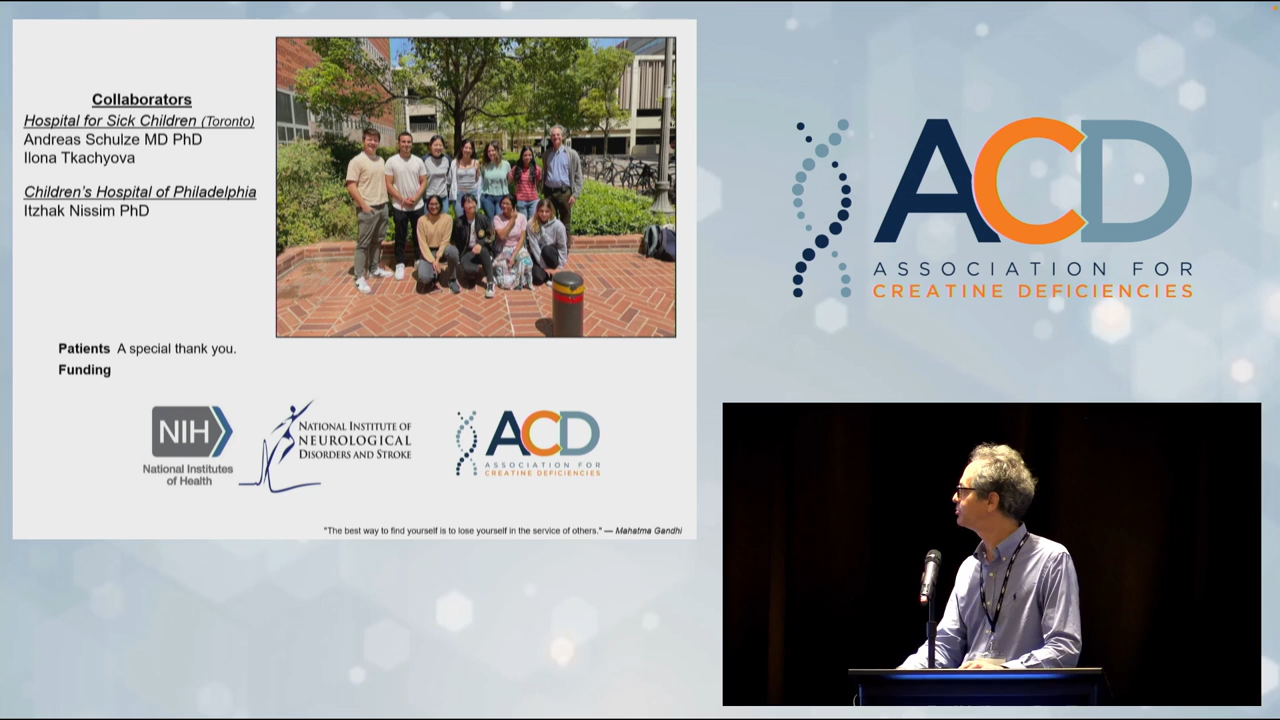 Collaborators
Hospital for Sick Children (Toronto)
Andreas Schulze MD PhD
Ilona Tkachyova
Children's Hospital of Philadelphia
Itzhak Nissim PhD
Patients A special thank you.
Funding
NIH
National Institutes
of Health
National Institute of
Neurological
Disorders and Stroke
ACD
ASSOCIATION FOR
CREATINE DEFICIENCIES
"The best way to find yourself is to lose yourself in the service of others." — Mahatma Gandhi
ACD
ASSOCIATION FOR
CREATINE DEFICIENCIES